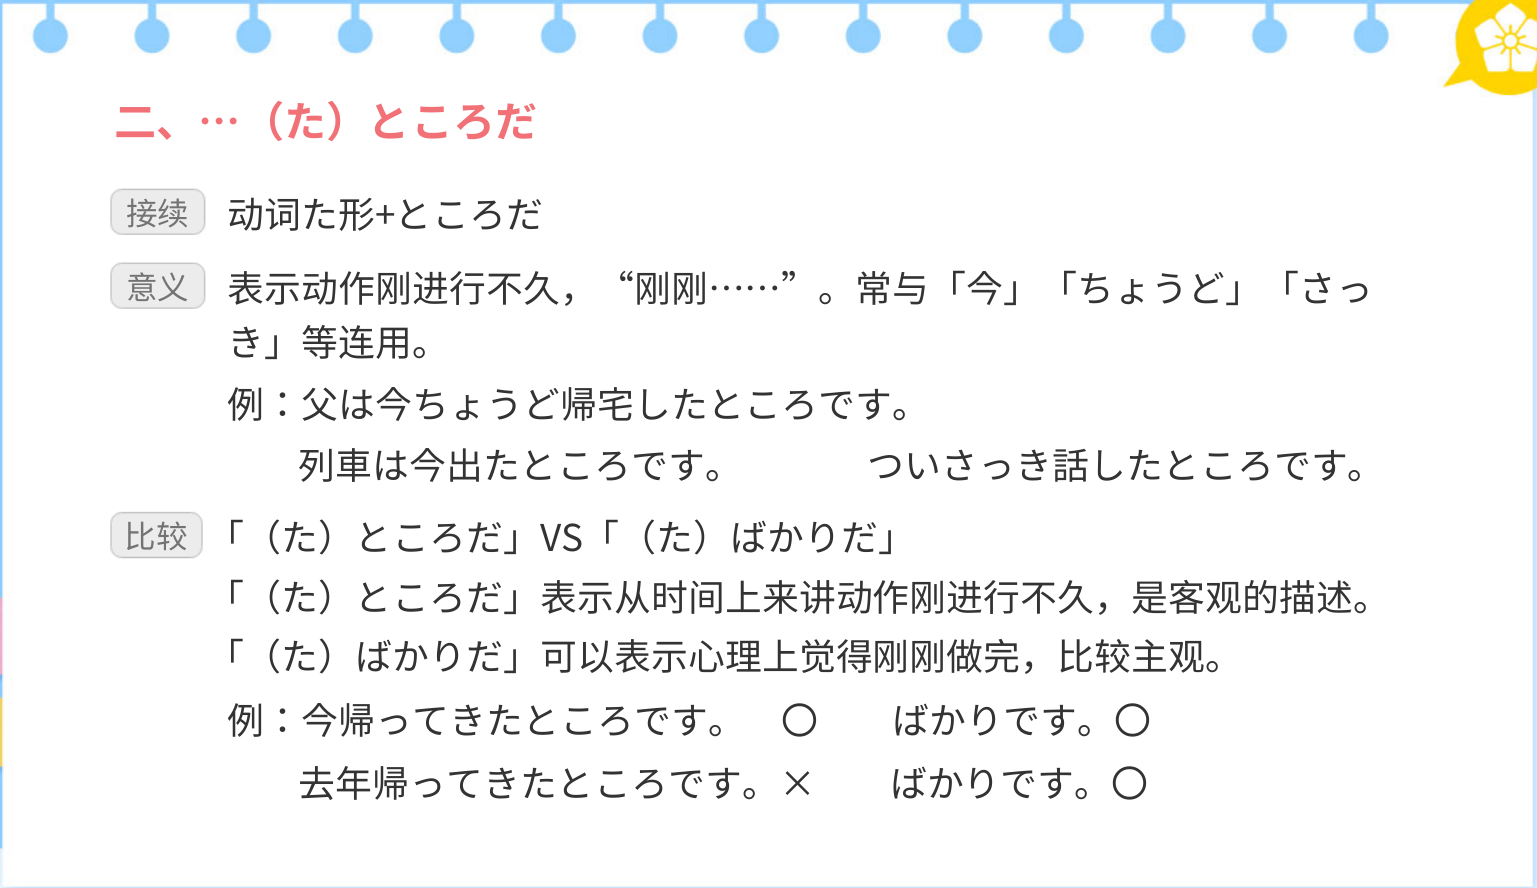 二、…（た）ところだ
接续 动词た形+ところだ
意义 表示动作刚进行不久，“刚刚……”。常与「今」「ちょうど」「さっ
き」等连用。
例：父は今ちょうど帰宅したところです。
列車は今出たところです。 ついさっき話したところです。
比较 「（た）ところだ」VS「（た）ばかりだ」
「（た）ところだ」表示从时间上来讲动作刚进行不久，是客观的描述。
「（た）ばかりだ」可以表示心理上觉得刚刚做完，比较主观。
例：今帰ってきたところです。 〇 ばかりです。〇
去年帰ってきたところです。× ばかりです。〇